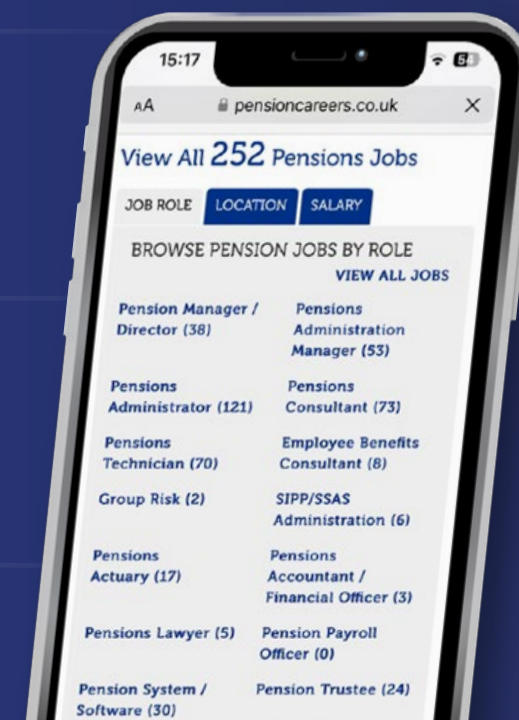 15:17
54
AA pensioncareers.co.uk X
View All 252 Pensions Jobs
JOB ROLE LOCATION SALARY
BROWSE PENSION JOBS BY ROLE
VIEW ALL JOBS
Pension Manager /
Director (38)
Pensions
Administration
Manager (53)
Pensions
Administrator (121)
Pensions
Consultant (73)
Pensions
Technician (70)
Employee Benefits
Consultant (8)
Group Risk (2)
SIPP/SSAS
Administration (6)
Pensions
Actuary (17)
Pensions
Accountant /
Financial Officer (3)
Pensions Lawyer (5)
Pension Payroll
Officer (0)
Pension System /
Software (30)
Pension Trustee (24)